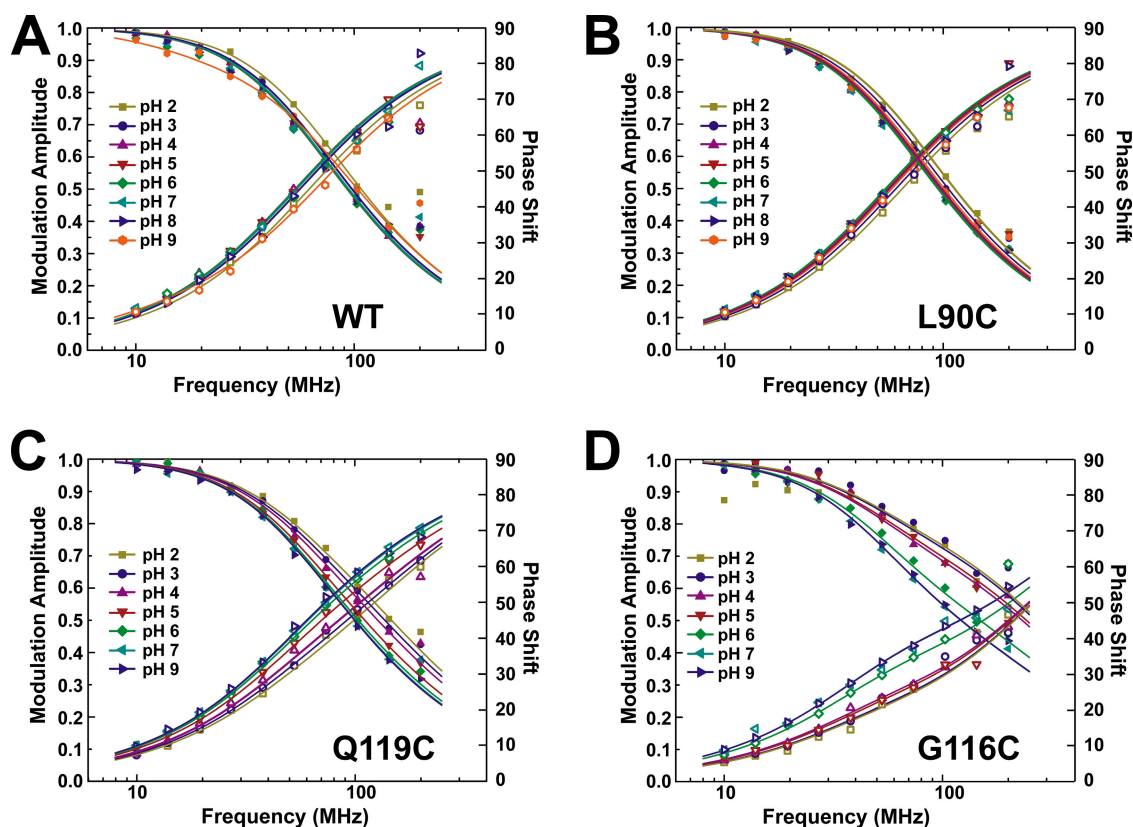 A
Modulation Amplitude
1.0
0.9
0.8
0.7
0.6
0.5
0.4
0.3
0.2
0.1
0.0
pH 2
pH 3
pH 4
pH 5
pH 6
pH 7
pH 8
pH 9
WT
90
80
70
60
50
40
30
20
10
0
Phase Shift
10
100
Frequency (MHz)
B
Modulation Amplitude
1.0
0.9
0.8
0.7
0.6
0.5
0.4
0.3
0.2
0.1
0.0
pH 2
pH 3
pH 4
pH 5
pH 6
pH 7
pH 8
pH 9
L90C
90
80
70
60
50
40
30
20
10
0
Phase Shift
10
100
Frequency (MHz)
C
Modulation Amplitude
1.0
0.9
0.8
0.7
0.6
0.5
0.4
0.3
0.2
0.1
0.0
pH 2
pH 3
pH 4
pH 5
pH 6
pH 7
pH 9
Q119C
90
80
70
60
50
40
30
20
10
0
Phase Shift
10
100
Frequency (MHz)
D
Modulation Amplitude
1.0
0.9
0.8
0.7
0.6
0.5
0.4
0.3
0.2
0.1
0.0
pH 2
pH 3
pH 4
pH 5
pH 6
pH 7
pH 9
G116C
90
80
70
60
50
40
30
20
10
0
Phase Shift
10
100
Frequency (MHz)